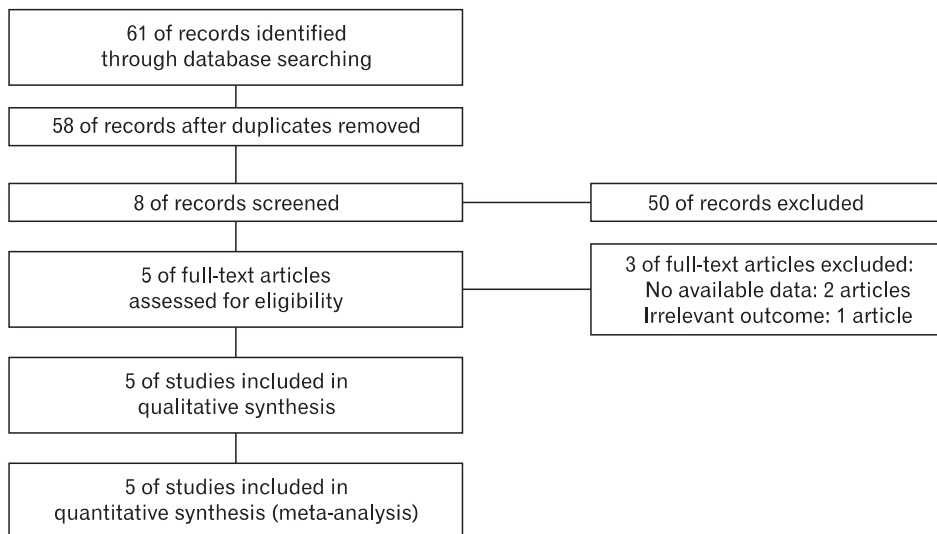 61 of records identified
through database searching
58 of records after duplicates removed
8 of records screened
50 of records excluded
5 of full-text articles
assessed for eligibility
3 of full-text articles excluded:
No available data: 2 articles
Irrelevant outcome: 1 article
5 of studies included in
qualitative synthesis
5 of studies included in
quantitative synthesis (meta-analysis)